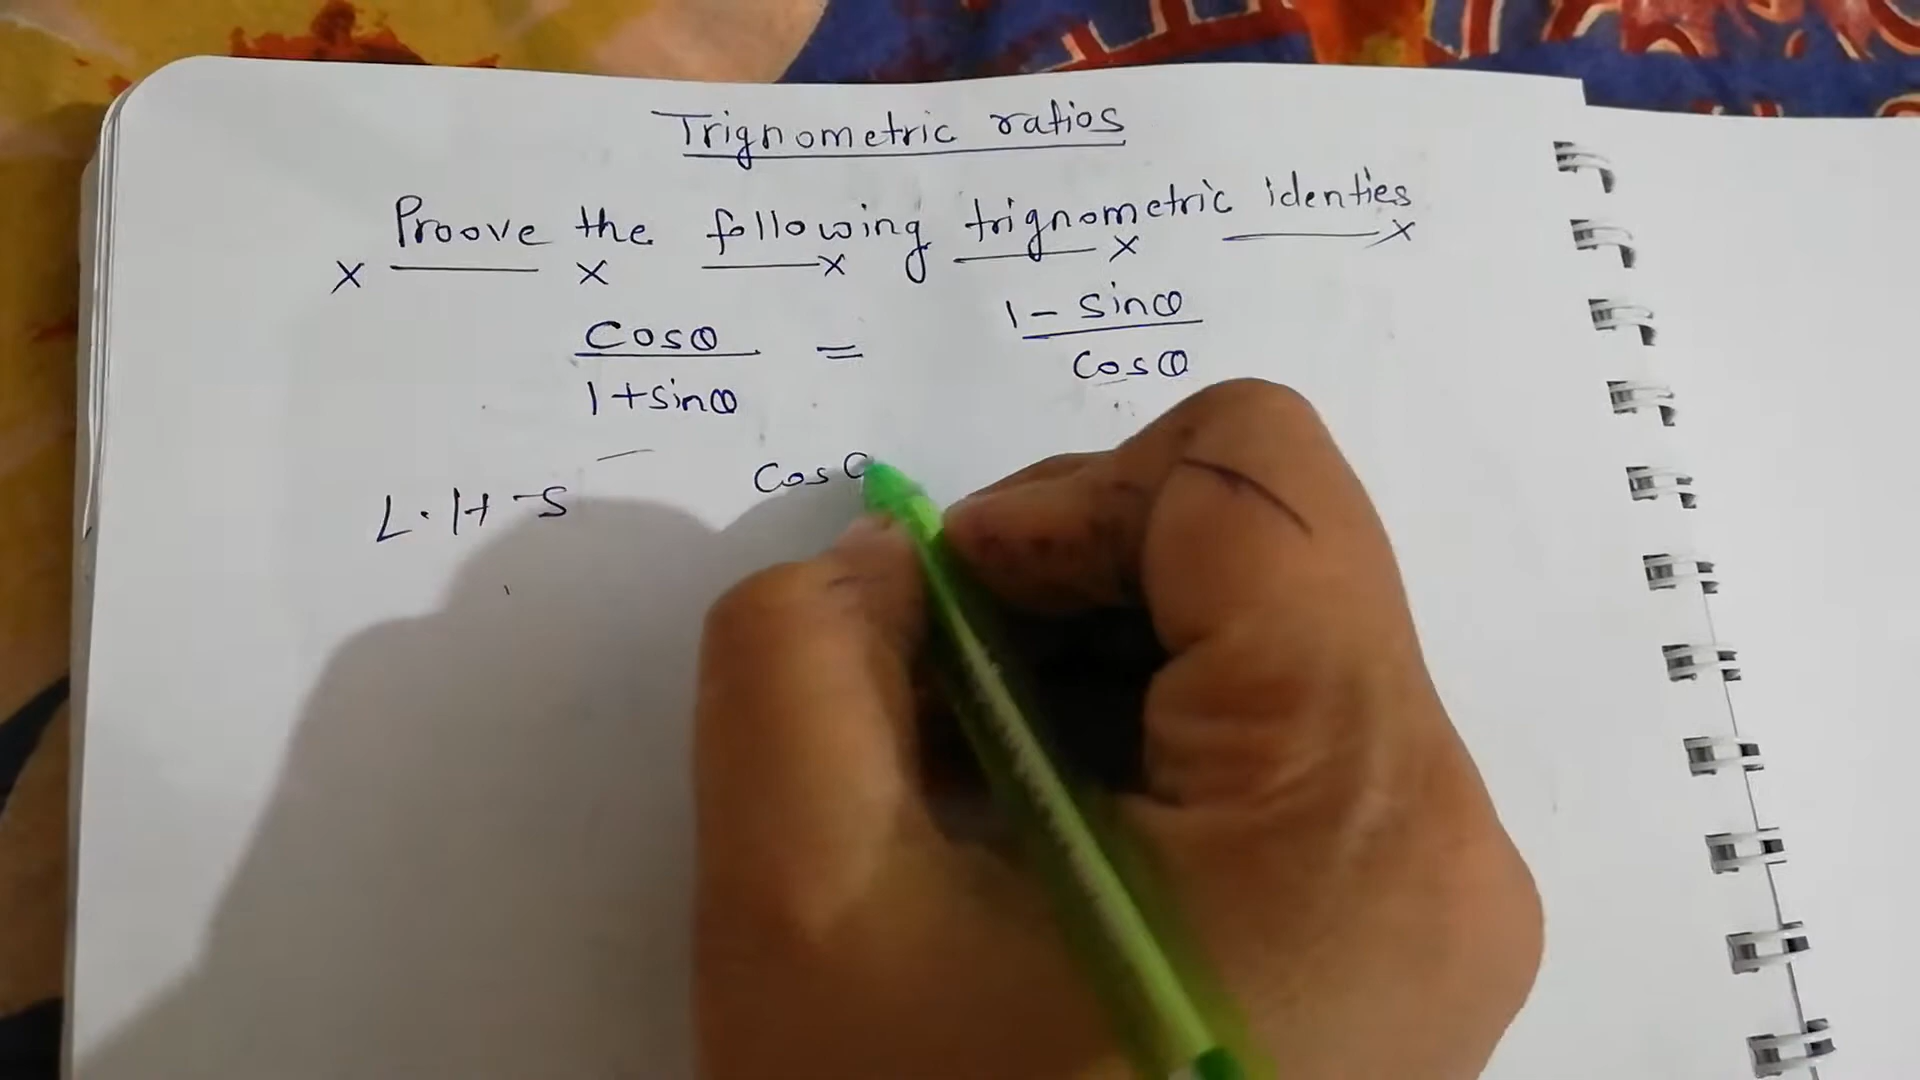 Trignometric ratios
Proove the following trignometric identies
x — x — x — x — x
cosθ / 1+sinθ = 1 - sinθ / cosθ
L.H-S cosθ